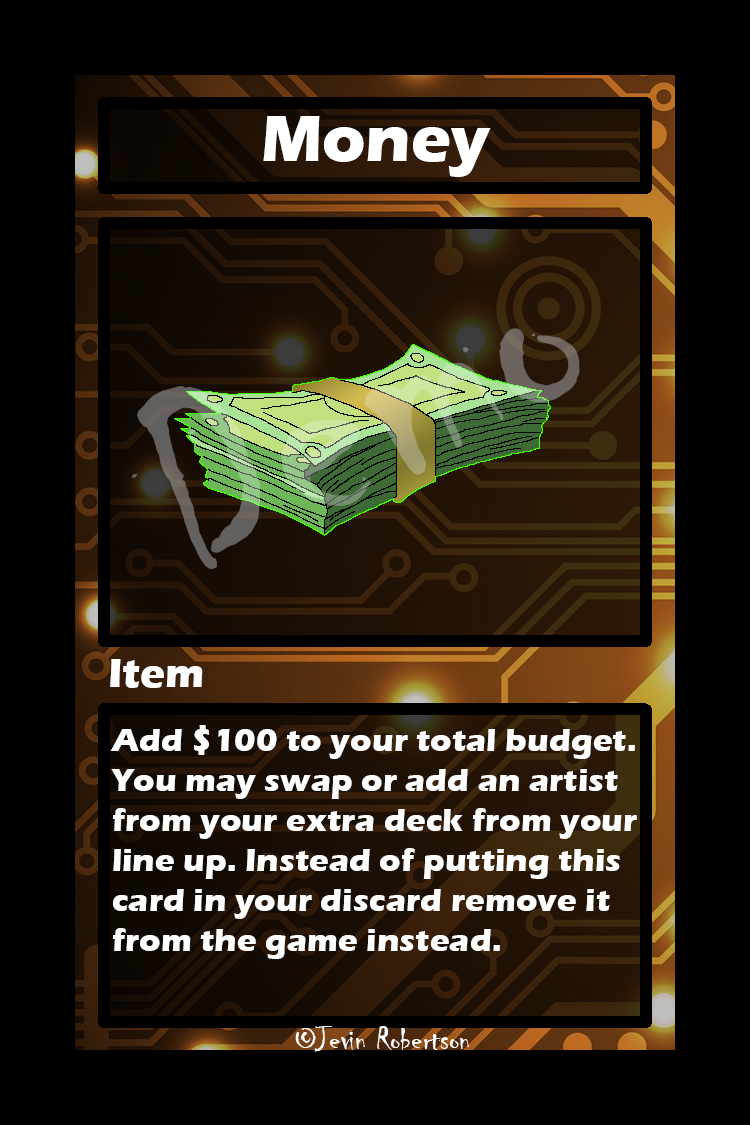 Money
Item
Add $100 to your total budget.
You may swap or add an artist
from your extra deck from your
line up. Instead of putting this
card in your discard remove it
from the game instead.
©Jevin Robertson